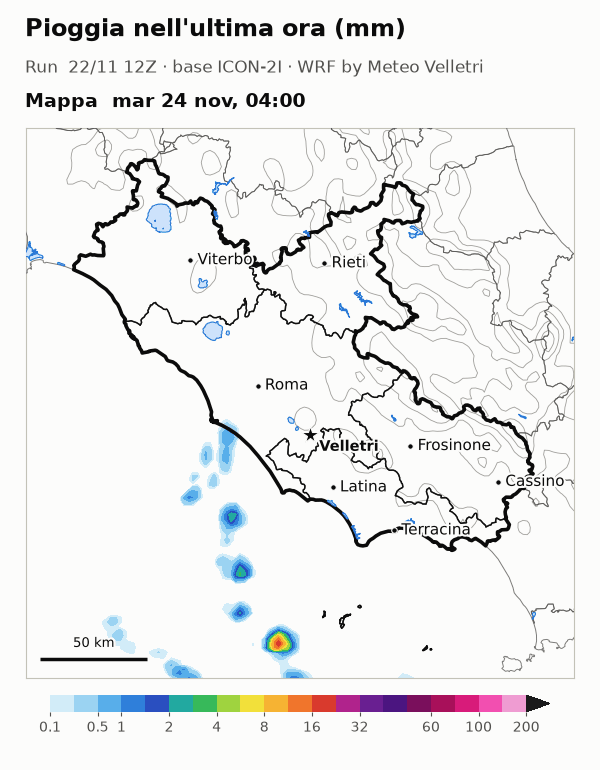 Pioggia nell'ultima ora (mm)
Run  22/11 12Z · base ICON-2I · WRF by Meteo Velletri
Mappa  mar 24 nov, 04:00
Viterbo
Rieti
Roma
Velletri
Frosinone
Latina
Cassino
Terracina
50 km
0.1 0.5 1 2 4 8 16 32 60 100 200